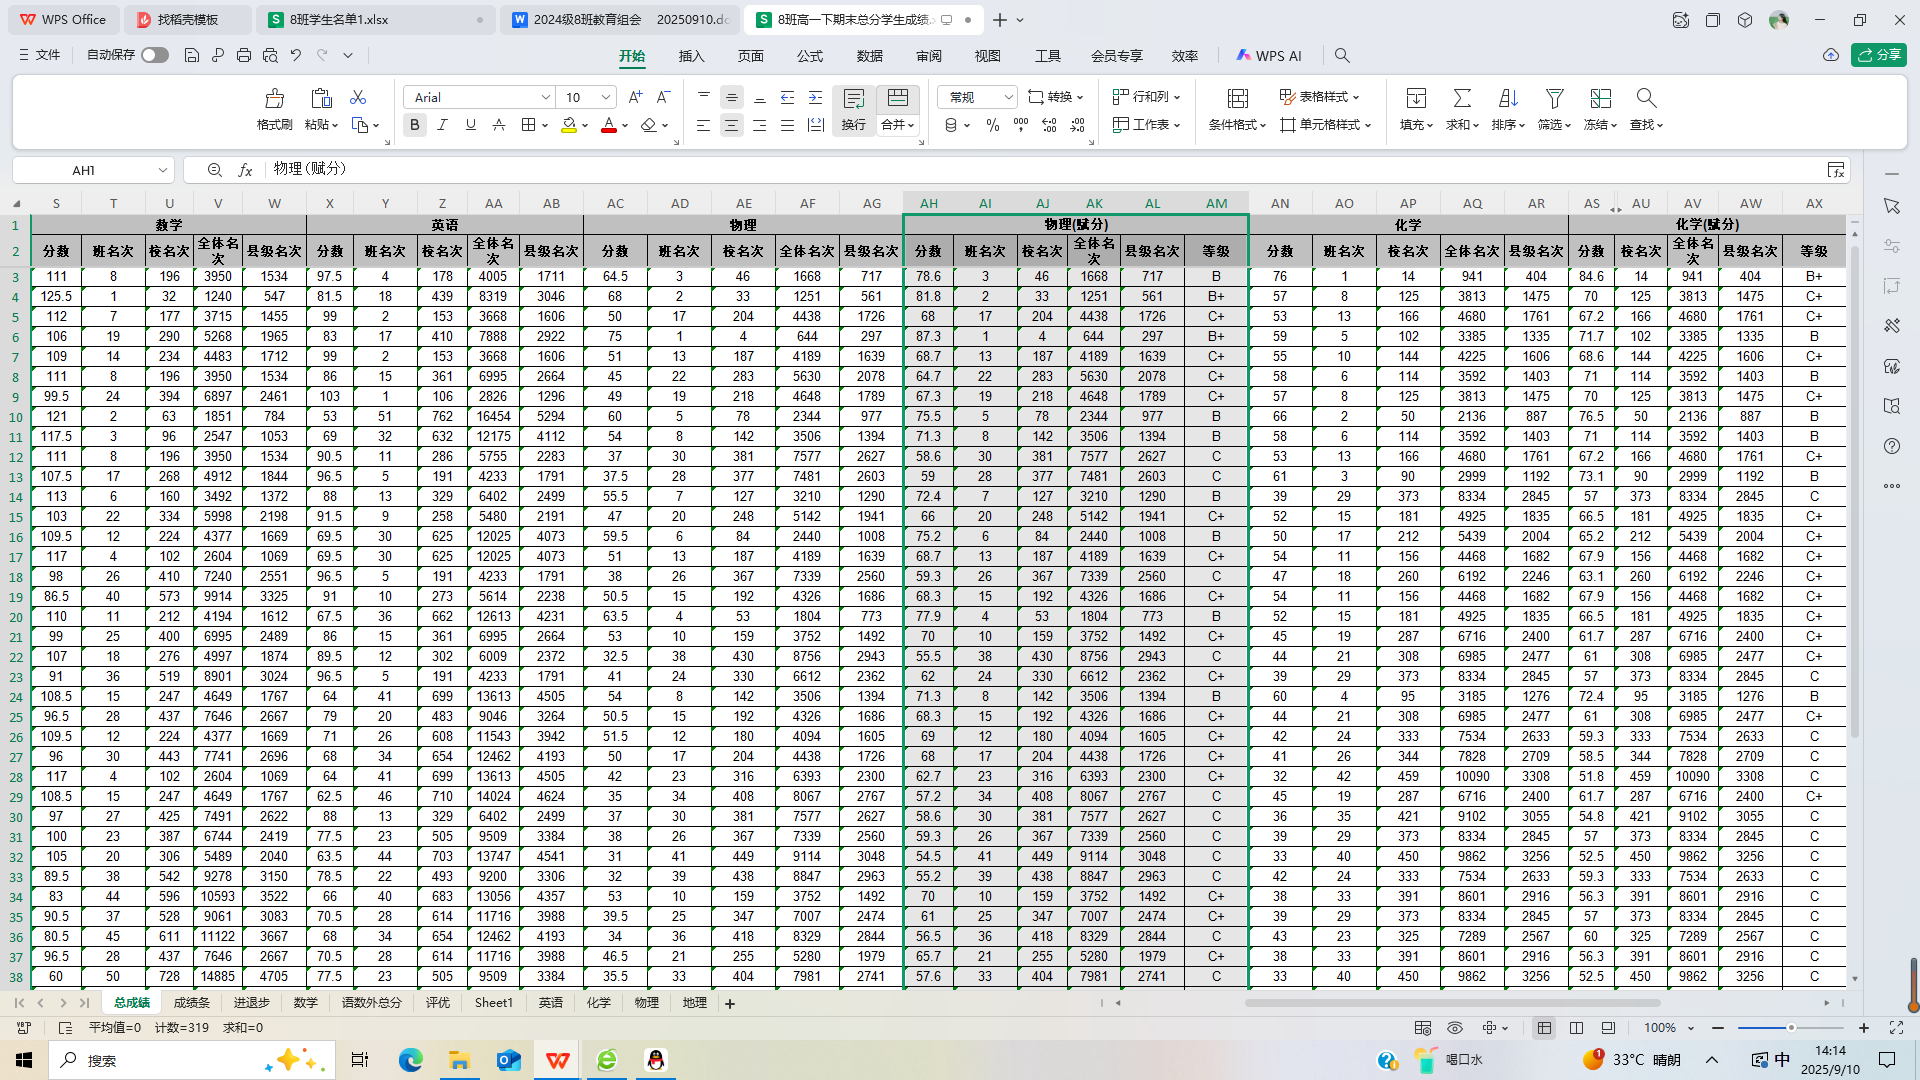 WPS Office 找稻壳模板 8班学生名单1.xlsx 2024级8班教育组会 20250910.dc 8班高一下期末总分学生成绩.
文件 自动保存 开始 插入 页面 公式 数据 审阅 视图 工具 会员专享 效率 WPS AI 分享
格式刷 粘贴 Arial 10 换行 合并 常规 转换 行和列 工作表 条件格式 表格样式 单元格样式 填充 求和 排序 筛选 冻结 查找
AH1 物理(赋分)
S T U V W X Y Z AA AB AC AD AE AF AG AH AI AJ AK AL AM AN AO AP AQ AR AS AU AV AW AX
1 数学 英语 物理 物理(赋分) 化学 化学(赋分)
2 分数 班名次 校名次 全体名次 县级名次 分数 班名次 校名次 全体名次 县级名次 分数 班名次 校名次 全体名次 县级名次 分数 班名次 校名次 全体名次 县级名次 等级 分数 班名次 校名次 全体名次 县级名次 分数 校名次 全体名次 县级名次 等级
3 111 8 196 3950 1534 97.5 4 178 4005 1711 64.5 3 46 1668 717 78.6 3 46 1668 717 B 76 1 14 941 404 84.6 14 941 404 B+
4 125.5 1 32 1240 547 81.5 18 439 8319 3046 68 2 33 1251 561 81.8 2 33 1251 561 B+ 57 8 125 3813 1475 70 125 3813 1475 C+
5 112 7 177 3715 1455 99 2 153 3668 1606 50 17 204 4438 1726 68 17 204 4438 1726 C+ 53 13 166 4680 1761 67.2 166 4680 1761 C+
6 106 19 290 5268 1965 83 17 410 7888 2922 75 1 4 644 297 87.3 1 4 644 297 B+ 59 5 102 3385 1335 71.7 102 3385 1335 B
7 109 14 234 4483 1712 99 2 153 3668 1606 51 13 187 4189 1639 68.7 13 187 4189 1639 C+ 55 10 144 4225 1606 68.6 144 4225 1606 C+
8 111 8 196 3950 1534 86 15 361 6995 2664 45 22 283 5630 2078 64.7 22 283 5630 2078 C+ 58 6 114 3592 1403 71 114 3592 1403 B
9 99.5 24 394 6897 2461 103 1 106 2826 1296 49 19 218 4648 1789 67.3 19 218 4648 1789 C+ 57 8 125 3813 1475 70 125 3813 1475 C+
10 121 2 63 1851 784 53 51 762 16454 5294 60 5 78 2344 977 75.5 5 78 2344 977 B 66 2 50 2136 887 76.5 50 2136 887 B
11 117.5 3 96 2547 1053 69 32 632 12175 4112 54 8 142 3506 1394 71.3 8 142 3506 1394 B 58 6 114 3592 1403 71 114 3592 1403 B
12 111 8 196 3950 1534 90.5 11 286 5755 2283 37 30 381 7577 2627 58.6 30 381 7577 2627 C 53 13 166 4680 1761 67.2 166 4680 1761 C+
13 107.5 17 268 4912 1844 96.5 5 191 4233 1791 37.5 28 377 7481 2603 59 28 377 7481 2603 C 61 3 90 2999 1192 73.1 90 2999 1192 B
14 113 6 160 3492 1372 88 13 329 6402 2499 55.5 7 127 3210 1290 72.4 7 127 3210 1290 B 39 29 373 8334 2845 57 373 8334 2845 C
15 103 22 334 5998 2198 91.5 9 258 5480 2191 47 20 248 5142 1941 66 20 248 5142 1941 C+ 52 15 181 4925 1835 66.5 181 4925 1835 C+
16 109.5 12 224 4377 1669 69.5 30 625 12025 4073 59.5 6 84 2440 1008 75.2 6 84 2440 1008 B 50 17 212 5439 2004 65.2 212 5439 2004 C+
17 117 4 102 2604 1069 69.5 30 625 12025 4073 51 13 187 4189 1639 68.7 13 187 4189 1639 C+ 54 11 156 4468 1682 67.9 156 4468 1682 C+
18 98 26 410 7240 2551 96.5 5 191 4233 1791 38 26 367 7339 2560 59.3 26 367 7339 2560 C 47 18 260 6192 2246 63.1 260 6192 2246 C+
19 86.5 40 573 9914 3325 91 10 273 5614 2238 50.5 15 192 4326 1686 68.3 15 192 4326 1686 C+ 54 11 156 4468 1682 67.9 156 4468 1682 C+
20 110 11 212 4194 1612 67.5 36 662 12613 4231 63.5 4 53 1804 773 77.9 4 53 1804 773 B 52 15 181 4925 1835 66.5 181 4925 1835 C+
21 99 25 400 6995 2489 86 15 361 6995 2664 53 10 159 3752 1492 70 10 159 3752 1492 C+ 45 19 287 6716 2400 61.7 287 6716 2400 C+
22 107 18 276 4997 1874 89.5 12 302 6009 2372 32.5 38 430 8756 2943 55.5 38 430 8756 2943 C 44 21 308 6985 2477 61 308 6985 2477 C+
23 91 36 519 8901 3024 96.5 5 191 4233 1791 41 24 330 6612 2362 62 24 330 6612 2362 C+ 39 29 373 8334 2845 57 373 8334 2845 C
24 108.5 15 247 4649 1767 64 41 699 13613 4505 54 8 142 3506 1394 71.3 8 142 3506 1394 B 60 4 95 3185 1276 72.4 95 3185 1276 B
25 96.5 28 437 7646 2667 79 20 483 9046 3264 50.5 15 192 4326 1686 68.3 15 192 4326 1686 C+ 44 21 308 6985 2477 61 308 6985 2477 C+
26 109.5 12 224 4377 1669 71 26 608 11543 3942 51.5 12 180 4094 1605 69 12 180 4094 1605 C+ 42 24 333 7534 2633 59.3 333 7534 2633 C
27 96 30 443 7741 2696 68 34 654 12462 4193 50 17 204 4438 1726 68 17 204 4438 1726 C+ 41 26 344 7828 2709 58.5 344 7828 2709 C
28 117 4 102 2604 1069 64 41 699 13613 4505 42 23 316 6393 2300 62.7 23 316 6393 2300 C+ 32 42 459 10090 3308 51.8 459 10090 3308 C
29 108.5 15 247 4649 1767 62.5 46 710 14024 4624 35 34 408 8067 2767 57.2 34 408 8067 2767 C 45 19 287 6716 2400 61.7 287 6716 2400 C+
30 97 27 425 7491 2622 88 13 329 6402 2499 37 30 381 7577 2627 58.6 30 381 7577 2627 C 36 35 421 9102 3055 54.8 421 9102 3055 C
31 100 23 387 6744 2419 77.5 23 505 9509 3384 38 26 367 7339 2560 59.3 26 367 7339 2560 C 39 29 373 8334 2845 57 373 8334 2845 C
32 105 20 306 5489 2040 63.5 44 703 13747 4541 31 41 449 9114 3048 54.5 41 449 9114 3048 C 33 40 450 9862 3256 52.5 450 9862 3256 C
33 89.5 38 542 9278 3150 78.5 22 493 9200 3306 32 39 438 8847 2963 55.2 39 438 8847 2963 C 42 24 333 7534 2633 59.3 333 7534 2633 C
34 83 44 596 10593 3522 66 40 683 13056 4357 53 10 159 3752 1492 70 10 159 3752 1492 C+ 38 33 391 8601 2916 56.3 391 8601 2916 C
35 90.5 37 528 9061 3083 70.5 28 614 11716 3988 39.5 25 347 7007 2474 61 25 347 7007 2474 C+ 39 29 373 8334 2845 57 373 8334 2845 C
36 80.5 45 611 11122 3667 68 34 654 12462 4193 34 36 418 8329 2844 56.5 36 418 8329 2844 C 43 23 325 7289 2567 60 325 7289 2567 C
37 96.5 28 437 7646 2667 70.5 28 614 11716 3988 46.5 21 255 5280 1979 65.7 21 255 5280 1979 C+ 38 33 391 8601 2916 56.3 391 8601 2916 C
38 60 50 728 14885 4705 77.5 23 505 9509 3384 35.5 33 404 7981 2741 57.6 33 404 7981 2741 C 33 40 450 9862 3256 52.5 450 9862 3256 C
总成绩 成绩条 进退步 数学 语数外总分 评优 Sheet1 英语 化学 物理 地理
平均值=0 计数=319 求和=0 100%
搜索 喝口水 33°C 晴朗 中 14:14
2025/9/10